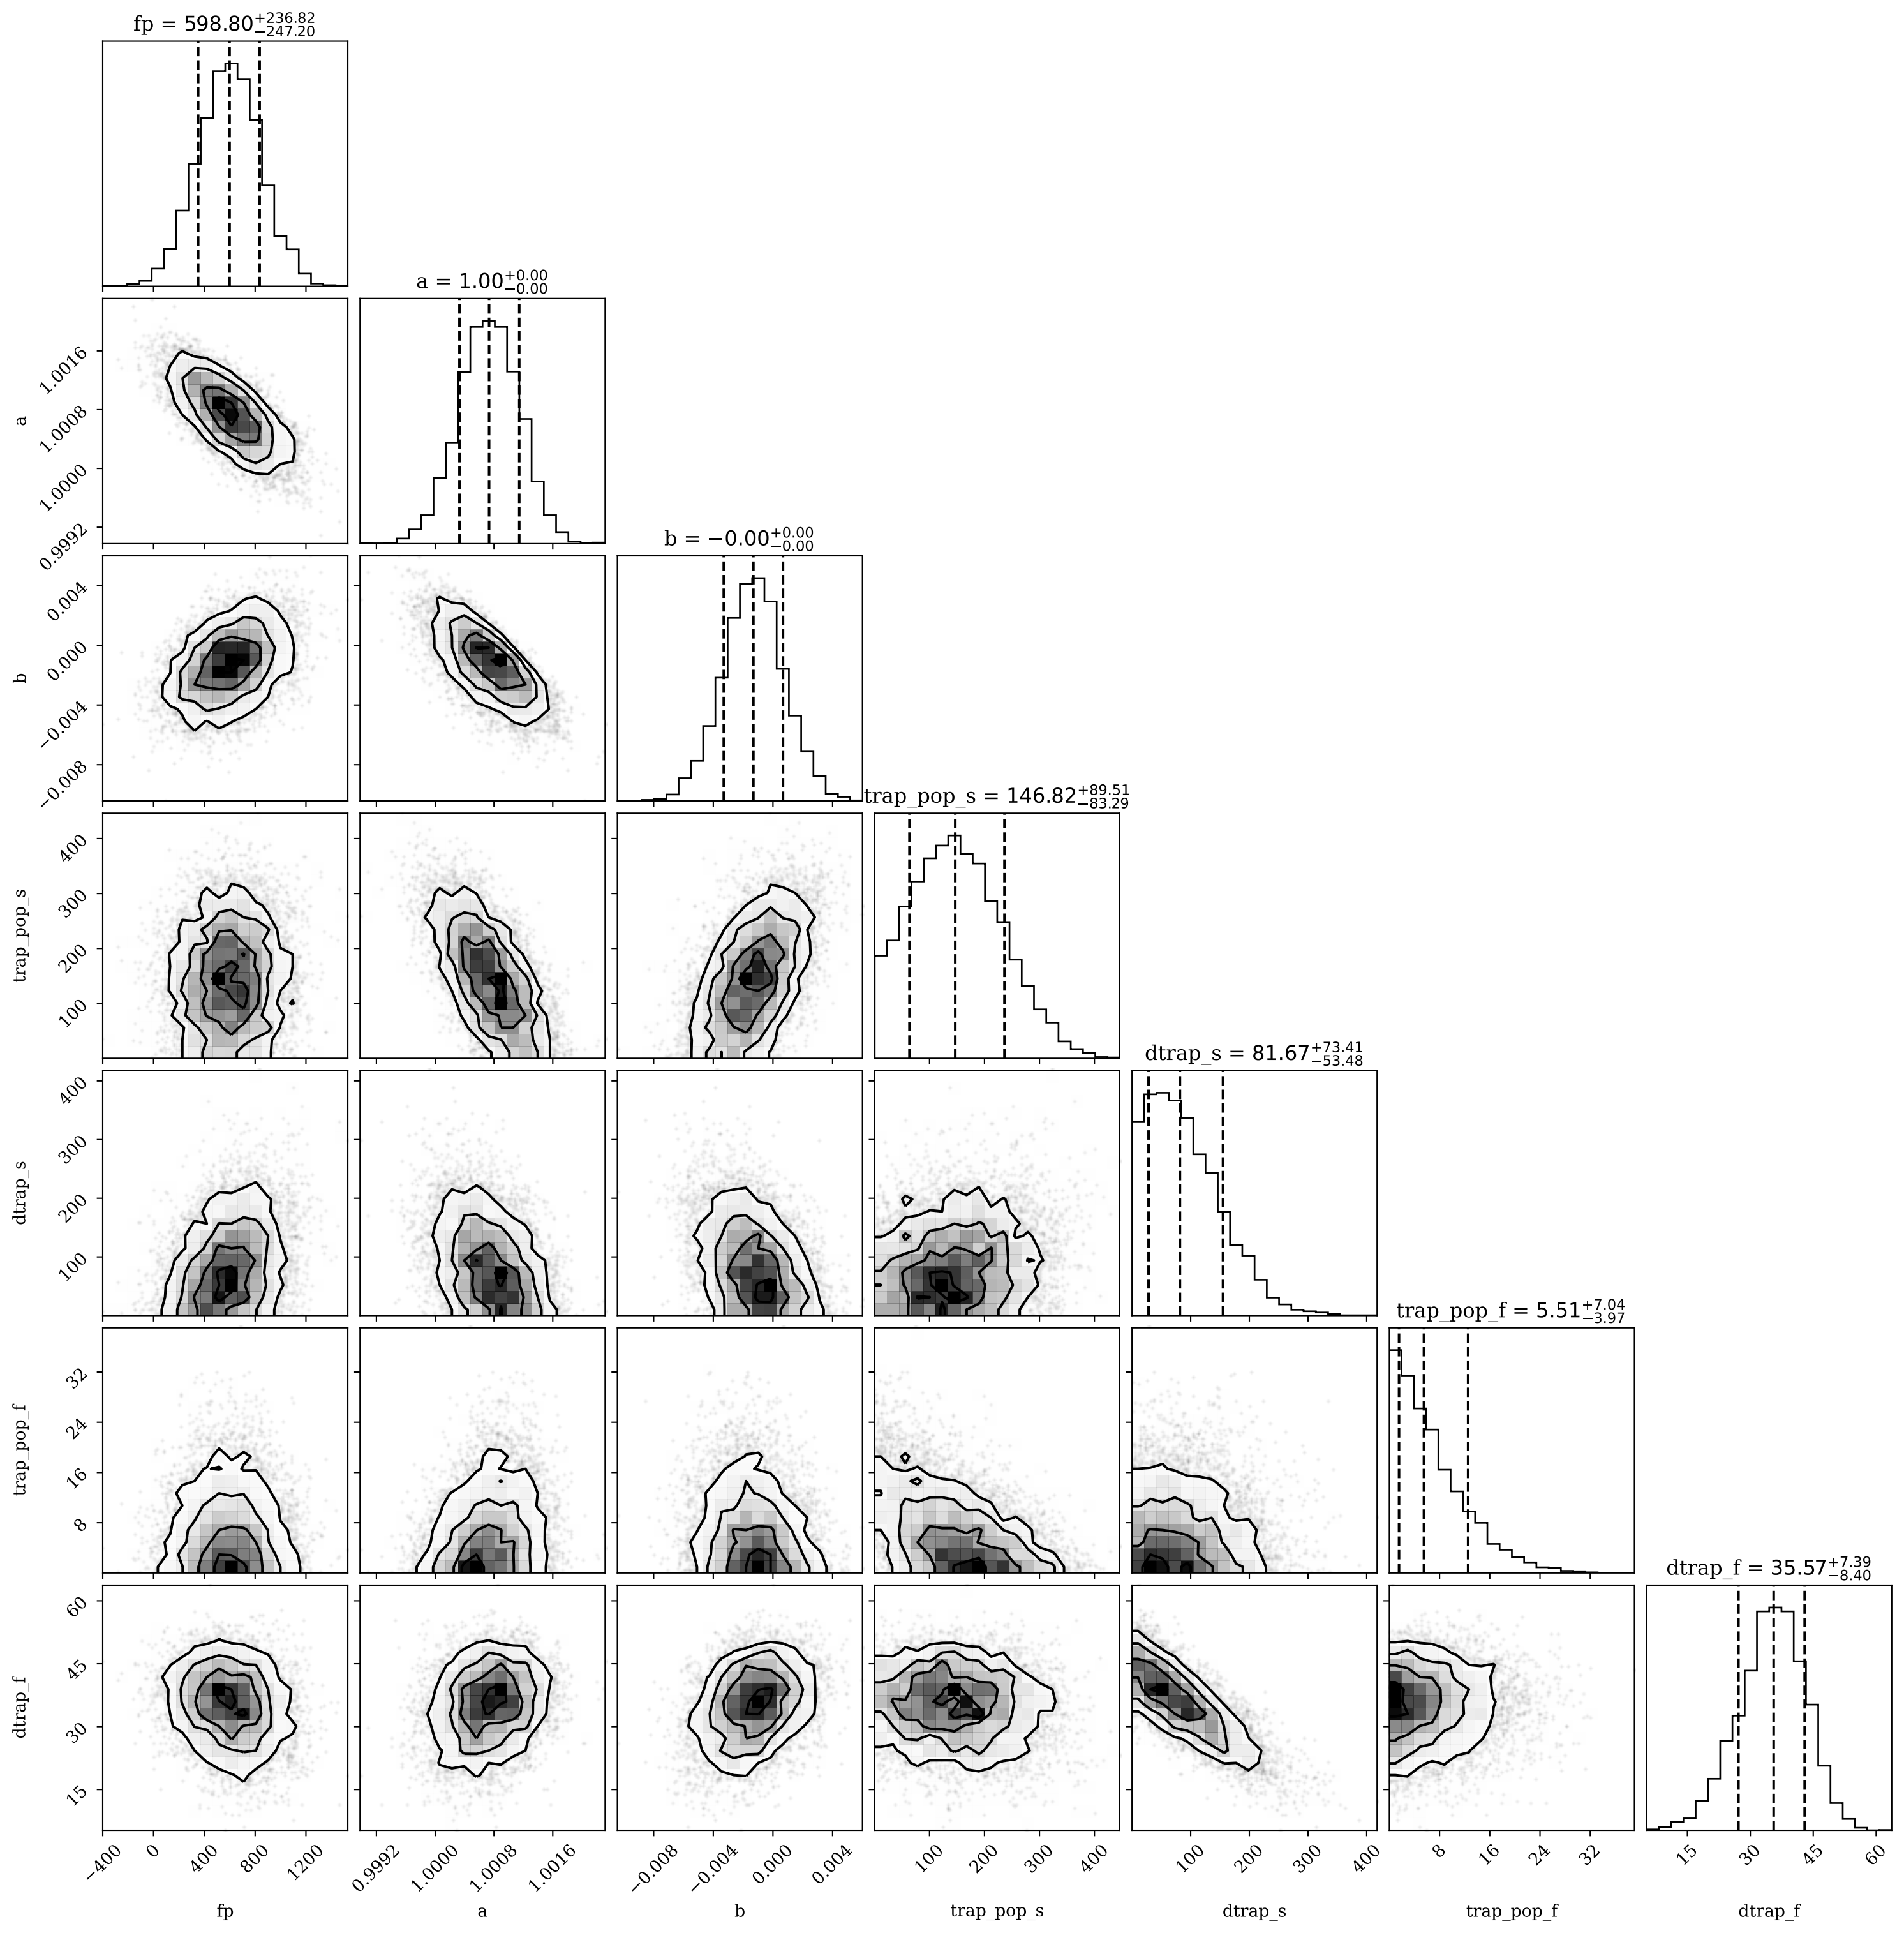 fp = 598.80+236.82−247.20
a = 1.00+0.00−0.00
1.0016
1.0008
1.0000
0.9992
a
b = −0.00+0.00−0.00
0.004
0.000
−0.004
−0.008
b
trap_pop_s = 146.82+89.51−83.29
400
300
200
100
trap_pop_s
dtrap_s = 81.67+73.41−53.48
400
300
200
100
dtrap_s
trap_pop_f = 5.51+7.04−3.97
32
24
16
8
trap_pop_f
dtrap_f = 35.57+7.39−8.40
60
45
30
15
dtrap_f
−400 0 400 800 1200
0.9992 1.0000 1.0008 1.0016
−0.008 −0.004 0.000 0.004
100 200 300 400
100 200 300 400
8 16 24 32
15 30 45 60
fp a b trap_pop_s dtrap_s trap_pop_f dtrap_f